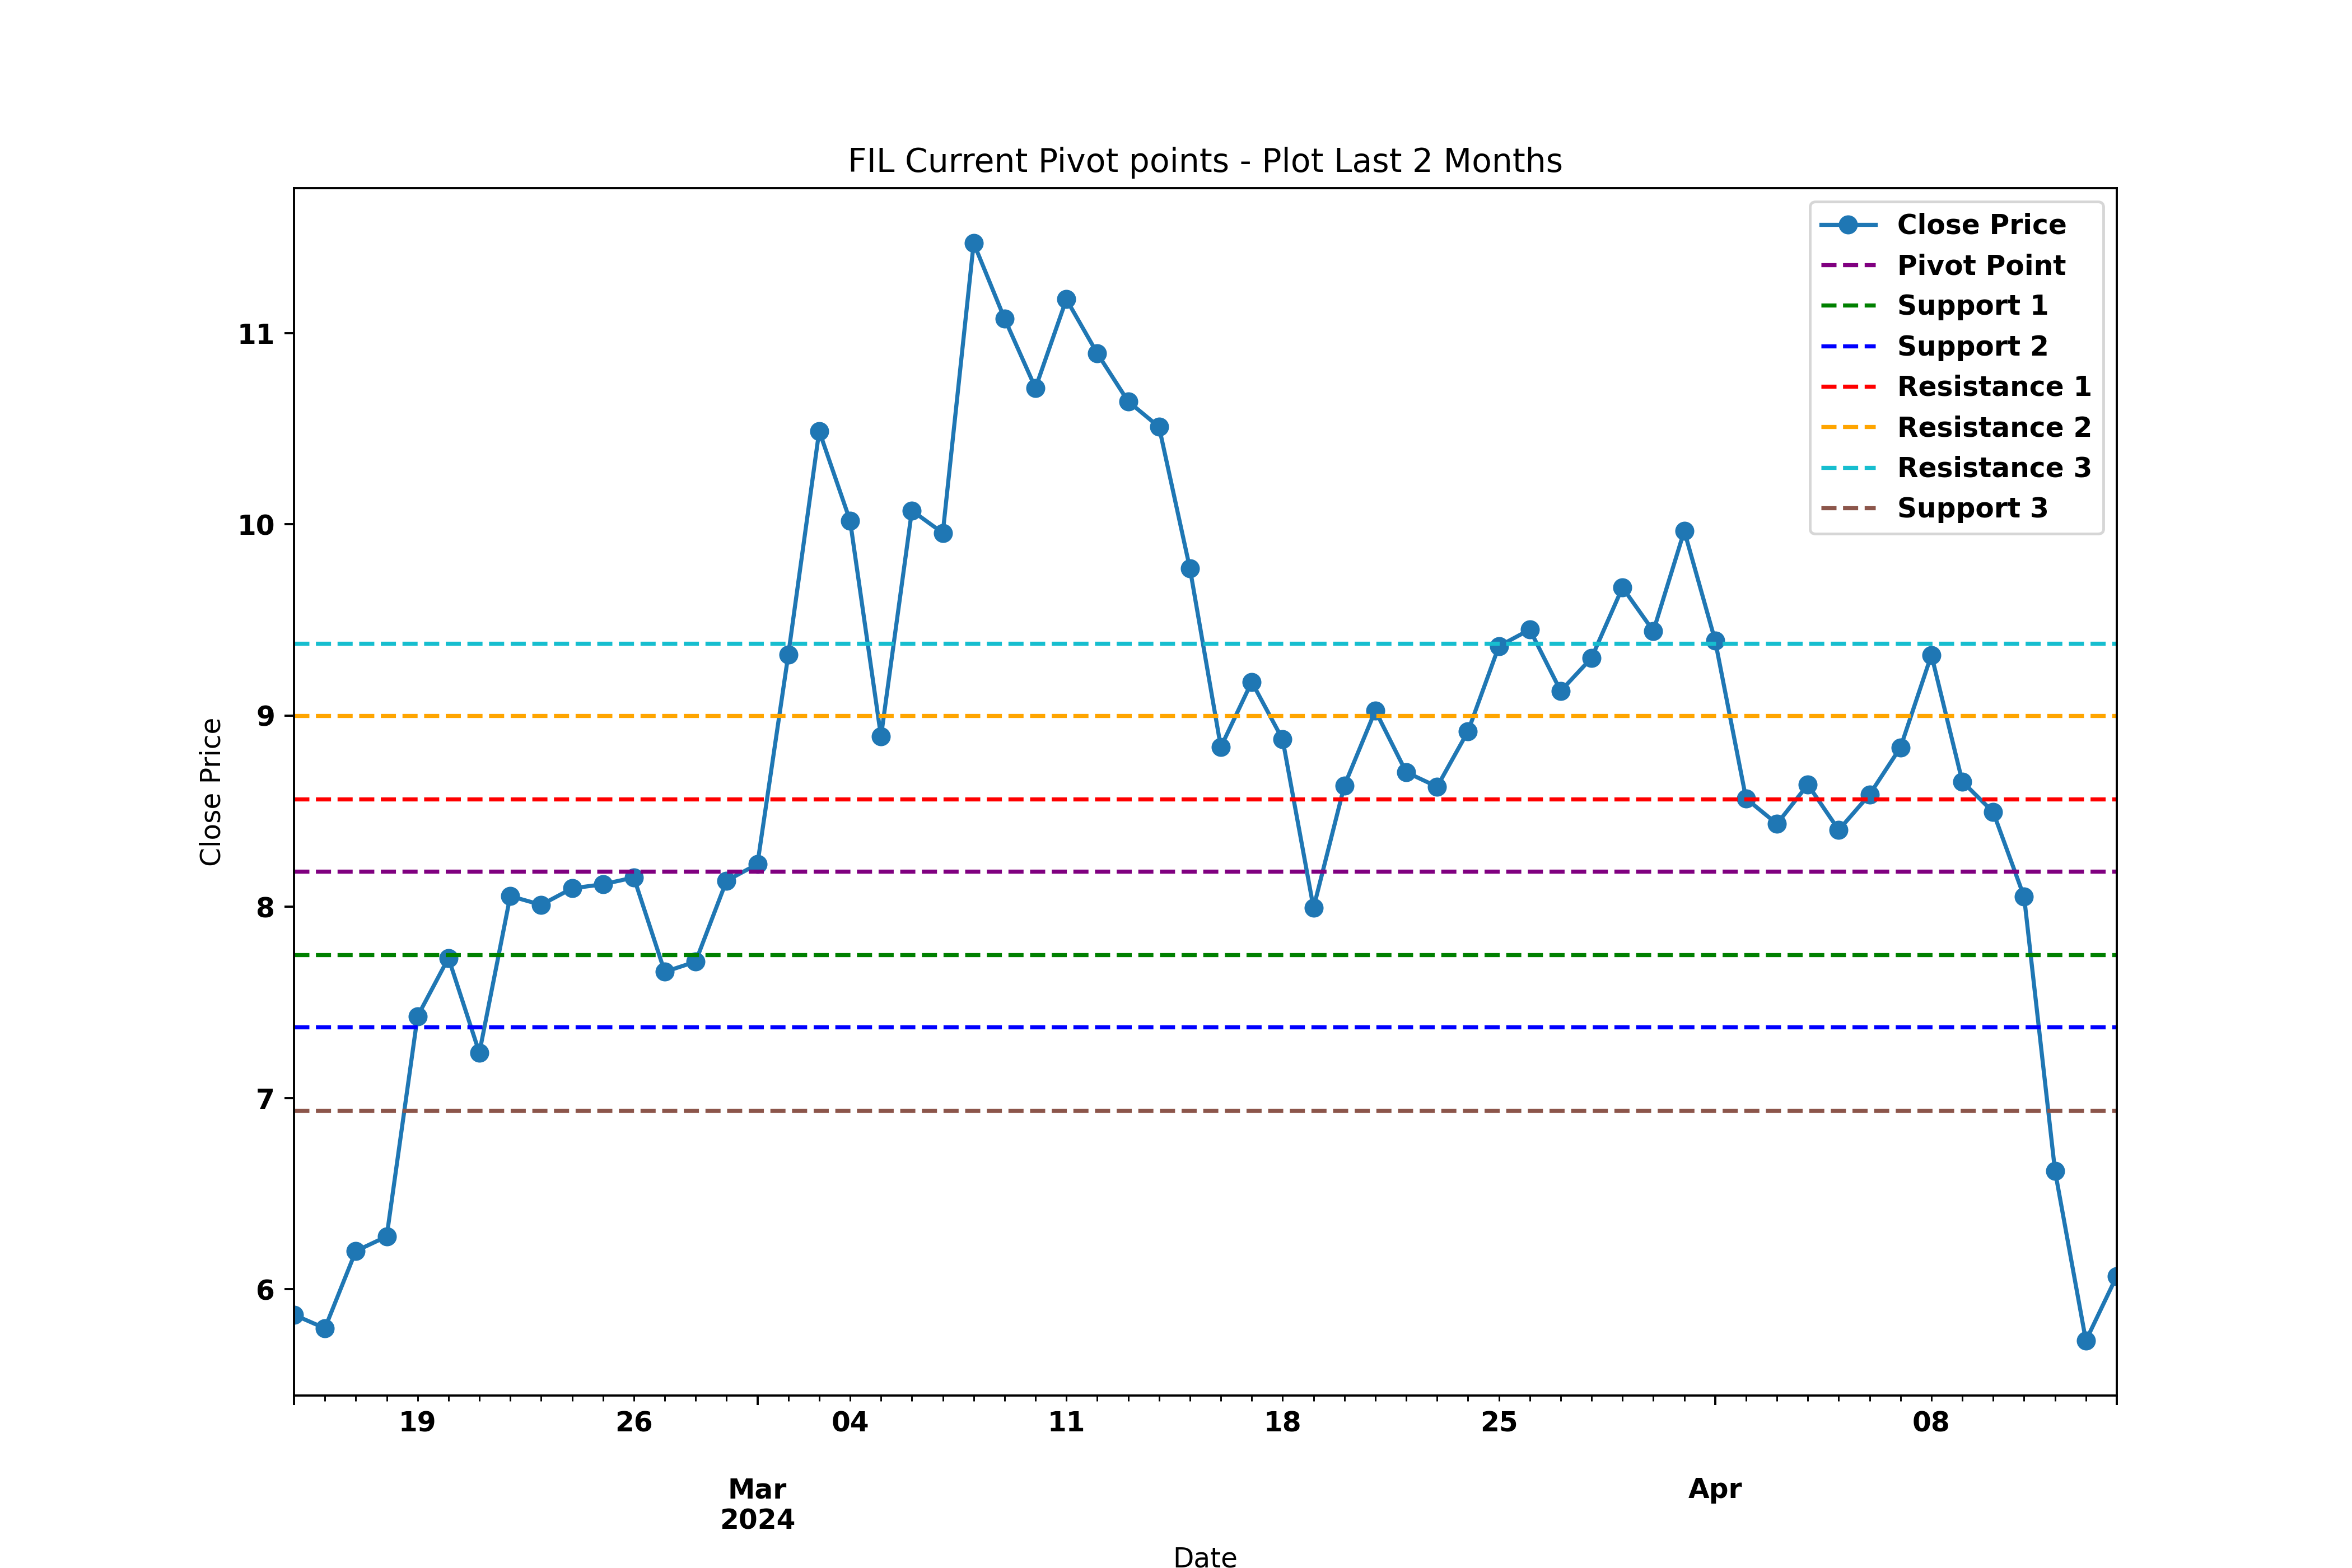 FIL Current Pivot points - Plot Last 2 Months
Close Price
Pivot Point
Support 1
Support 2
Resistance 1
Resistance 2
Resistance 3
Support 3
11
10
9
8
7
6
Close Price
19
26
04
11
18
25
08
Mar
2024
Apr
Date